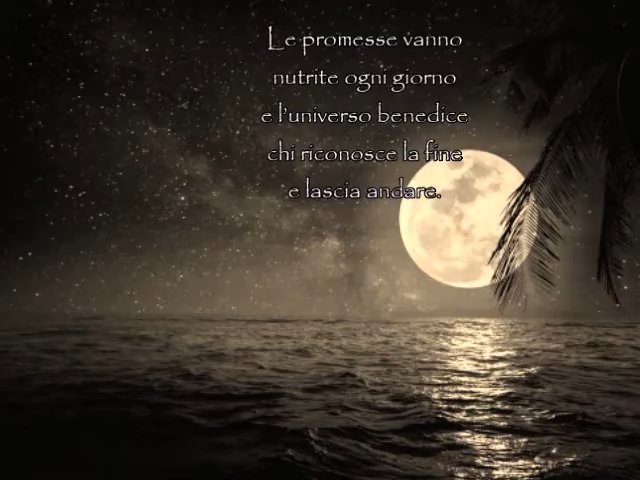 Le promesse vanno
nutrite ogni giorno
e l'universo benedice
chi riconosce la fine
e lascia andare.